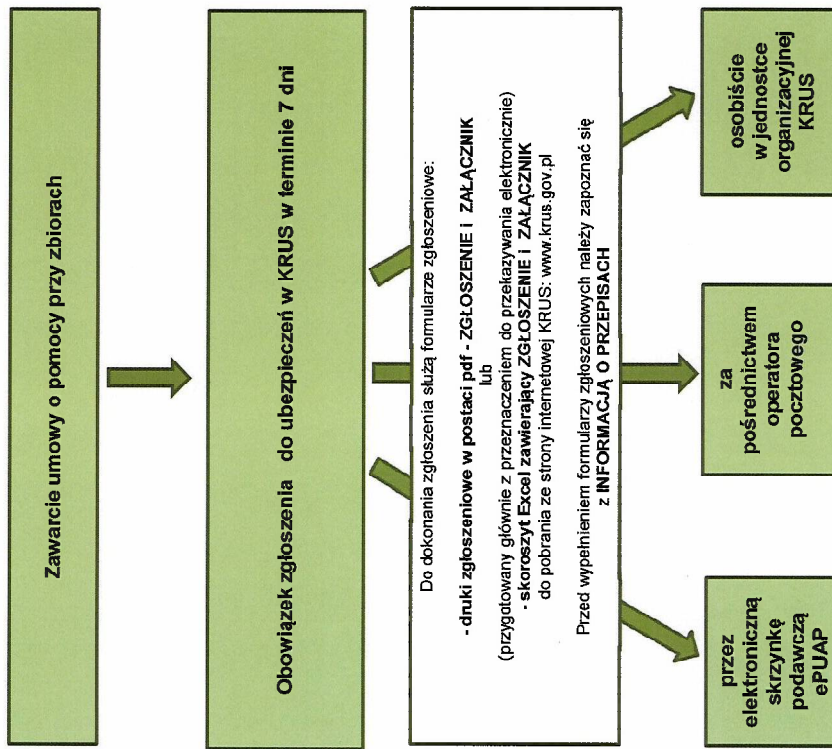 Zawarcie umowy o pomocy przy zbiorach
Obowiązek zgłoszenia do ubezpieczeń w KRUS w terminie 7 dni
Do dokonania zgłoszenia służą formularze zgłoszeniowe:
- druki zgłoszeniowe w postaci pdf - ZGŁOSZENIE i ZAŁĄCZNIK
lub
(przygotowany głównie z przeznaczeniem do przekazywania elektronicznie)
- skoroszyt Excel zawierający ZGŁOSZENIE i ZAŁĄCZNIK
do pobrania ze strony internetowej KRUS: www.krus.gov.pl
Przed wypełnieniem formularzy zgłoszeniowych należy zapoznać się
z INFORMACJĄ O PRZEPISACH
przez
elektroniczną
skrzynkę
podawczą
ePUAP
za
pośrednictwem
operatora
pocztowego
osobiście
w jednostce
organizacyjnej
KRUS